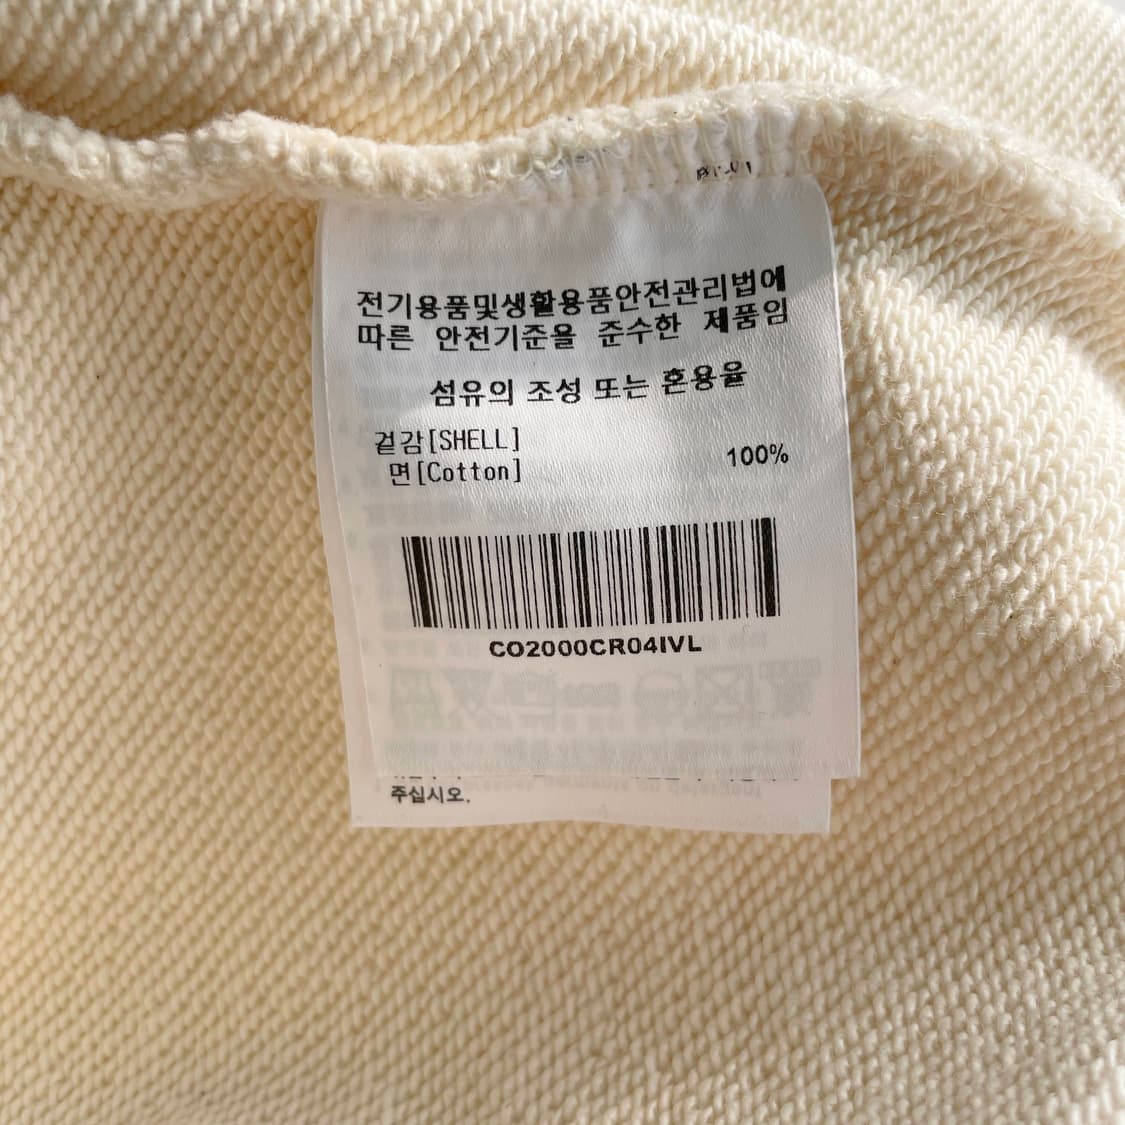 전기용품및생활용품안전관리법에
따른 안전기준을 준수한 제품임
섬유의 조성 또는 혼용율
겉감[SHELL]
면[Cotton] 100%
CO2000CR04IVL
주십시오.